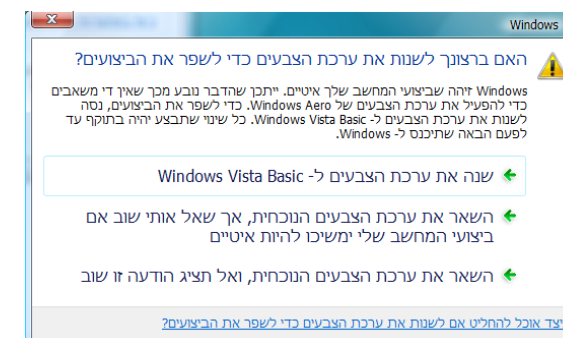 Windows
האם ברצונך לשנות את ערכת הצבעים כדי לשפר את הביצועים?
Windows זיהה שביצועי המחשב שלך איטיים. ייתכן שהדבר נובע מכך שאין די משאבים
כדי להפעיל את ערכת הצבעים של Windows Aero. כדי לשפר את הביצועים, נסה
לשנות את ערכת הצבעים ל- Windows Vista Basic. כל שינוי שתבצע יהיה בתוקף עד
לפעם הבאה שתיכנס ל- Windows.
שנה את ערכת הצבעים ל- Windows Vista Basic
השאר את ערכת הצבעים הנוכחית, אך שאל אותי שוב אם
ביצועי המחשב שלי ימשיכו להיות איטיים
השאר את ערכת הצבעים הנוכחית, ואל תציג הודעה זו שוב
יצד אוכל להחליט אם לשנות את ערכת הצבעים כדי לשפר את הביצועים?